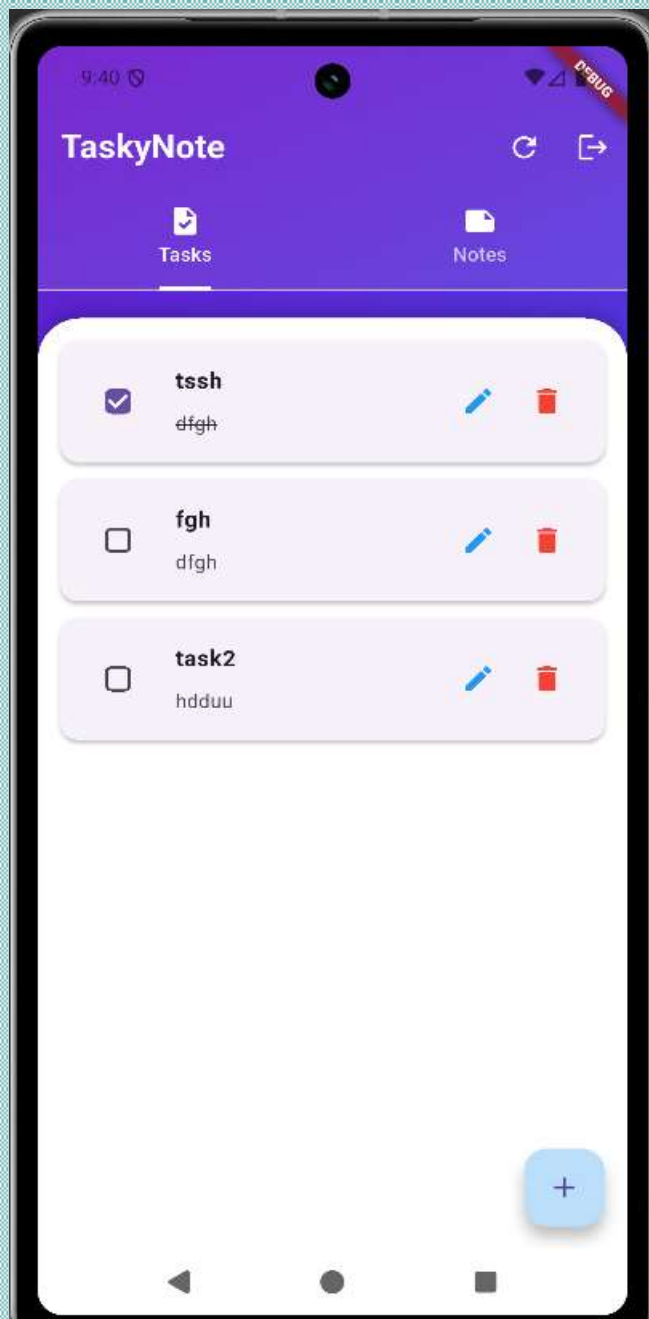 9:40
DEBUG
TaskyNote
Tasks
Notes
tssh
dfgh
fgh
dfgh
task2
hdduu